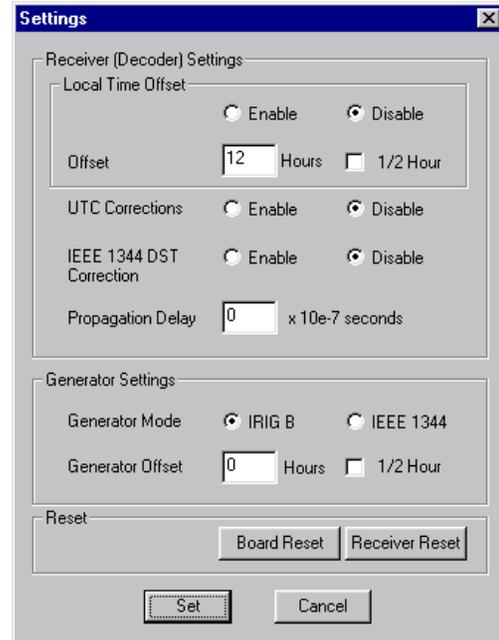 Settings
Receiver (Decoder) Settings
Local Time Offset
Enable Disable
Offset 12 Hours 1/2 Hour
UTC Corrections Enable Disable
IEEE 1344 DST Enable Disable
Correction
Propagation Delay 0 x 10e-7 seconds
Generator Settings
Generator Mode IRIG B IEEE 1344
Generator Offset 0 Hours 1/2 Hour
Reset
Board Reset Receiver Reset
Set Cancel